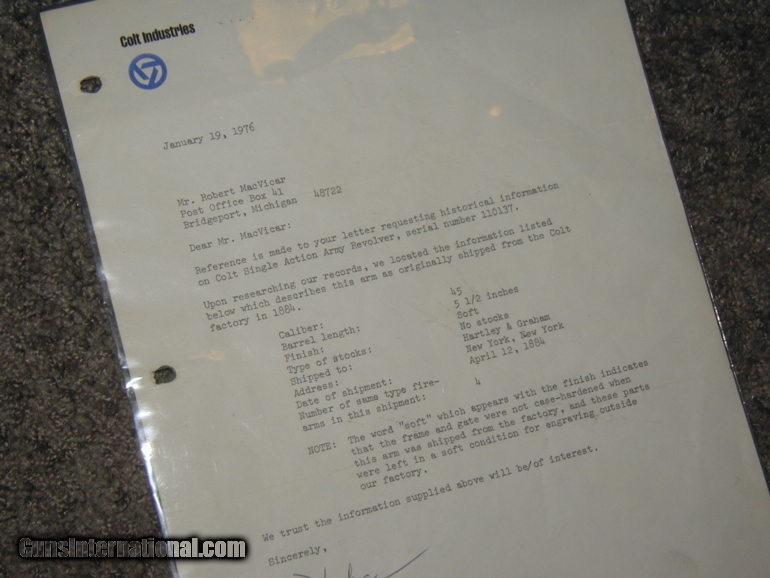 Colt Industries
January 19, 1976
Mr. Robert MacVicar
Post Office Box 41
Bridgeport, Michigan 48722
Dear Mr. MacVicar:
Reference is made to your letter requesting historical information
on Colt Single Action Army Revolver, serial number 110137.
Upon researching our records, we located the information listed
below which describes this arm as originally shipped from the Colt
factory in 1884.
Caliber: 45
Barrel length: 5 1/2 inches
Finish: Soft
Type of stocks: No stocks
Shipped to: Hartley & Graham
Address: New York, New York
Date of shipment: April 12, 1884
Number of same type fire-
arms in this shipment: 4
NOTE: The word "soft" which appears with the finish indicates
that the frame and gate were not case-hardened when
this arm was shipped from the factory, and these parts
were left in a soft condition for engraving outside
our factory.
We trust the information supplied above will be/of interest.
Sincerely,
GunsInternational.com